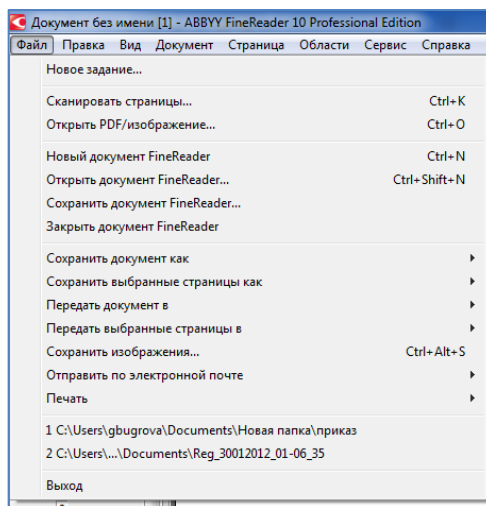 Документ без имени [1] - ABBYY FineReader 10 Professional Edition
Файл Правка Вид Документ Страница Области Сервис Справка
Новое задание...
Сканировать страницы... Ctrl+K
Открыть PDF/изображение... Ctrl+O
Новый документ FineReader Ctrl+N
Открыть документ FineReader... Ctrl+Shift+N
Сохранить документ FineReader...
Закрыть документ FineReader
Сохранить документ как
Сохранить выбранные страницы как
Передать документ в
Передать выбранные страницы в
Сохранить изображения... Ctrl+Alt+S
Отправить по электронной почте
Печать
1 C:\Users\gbugrova\Documents\Новая папка\приказ
2 C:\Users\...\Documents\Reg_30012012_01-06_35
Выход